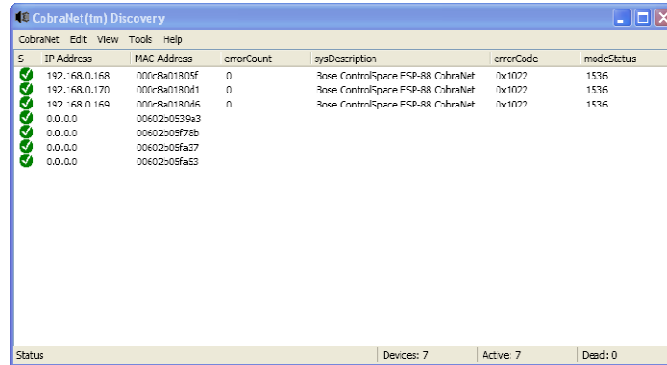 CobraNet(tm) Discovery
CobraNet Edit View Tools Help
S IP Address MAC Address errorCount sysDescription errorCode modeStatus
192.168.0.168 000c8a01805f 0 Bose ControlSpace ESP-88 CobraNet 0x1022 1536
192.168.0.170 000c8a0180d1 0 Bose ControlSpace ESP-88 CobraNet 0x1022 1536
192.168.0.169 000c8a0180d6 0 Bose ControlSpace ESP-88 CobraNet 0x1022 1536
0.0.0.0 00602b0539a3
0.0.0.0 00602b05f78b
0.0.0.0 00602b05fa37
0.0.0.0 00602b05fa53
Status Devices: 7 Active: 7 Dead: 0